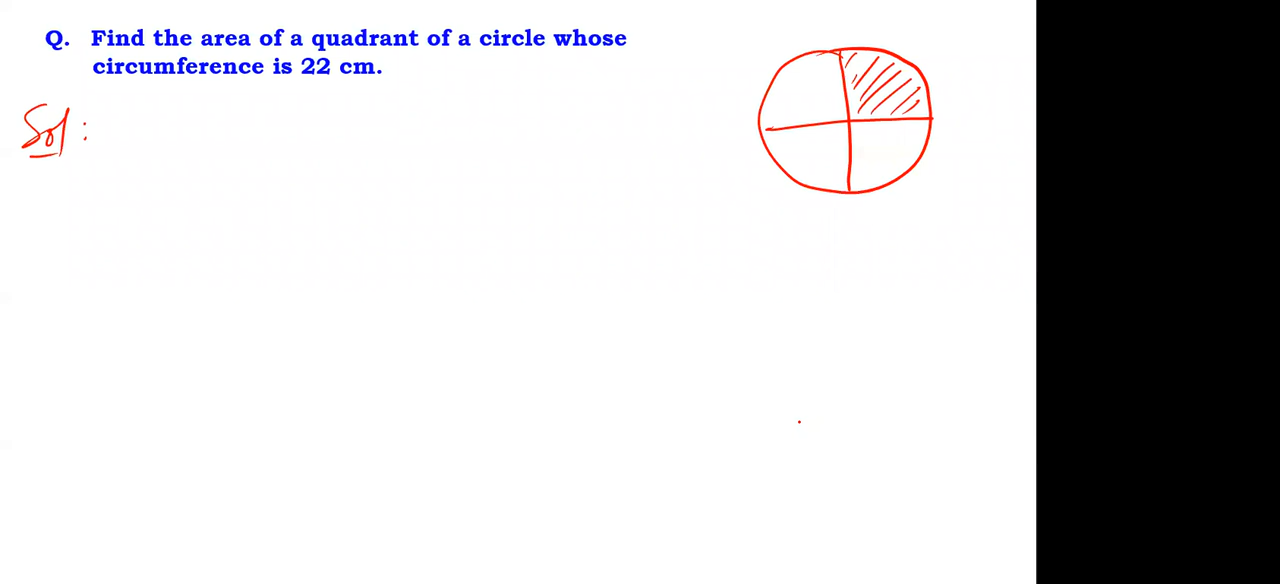 Q. Find the area of a quadrant of a circle whose
circumference is 22 cm.
Sol :